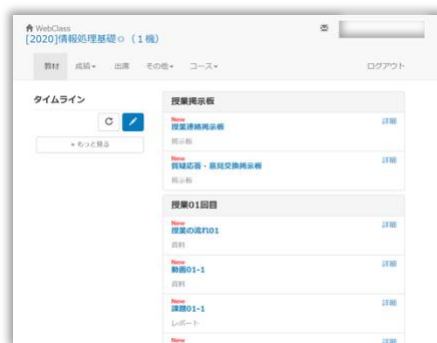 WebClass
[2020]情報処理基礎○（1機）
教材 成績 出席 その他 コース ログアウト
タイムライン
» もっと見る
授業掲示板
New
授業連絡掲示板 詳細
掲示板
New
質疑応答・意見交換掲示板 詳細
掲示板
授業01回目
New
授業の流れ01 詳細
資料
New
動画01-1 詳細
資料
New
課題01-1 詳細
レポート
New
詳細